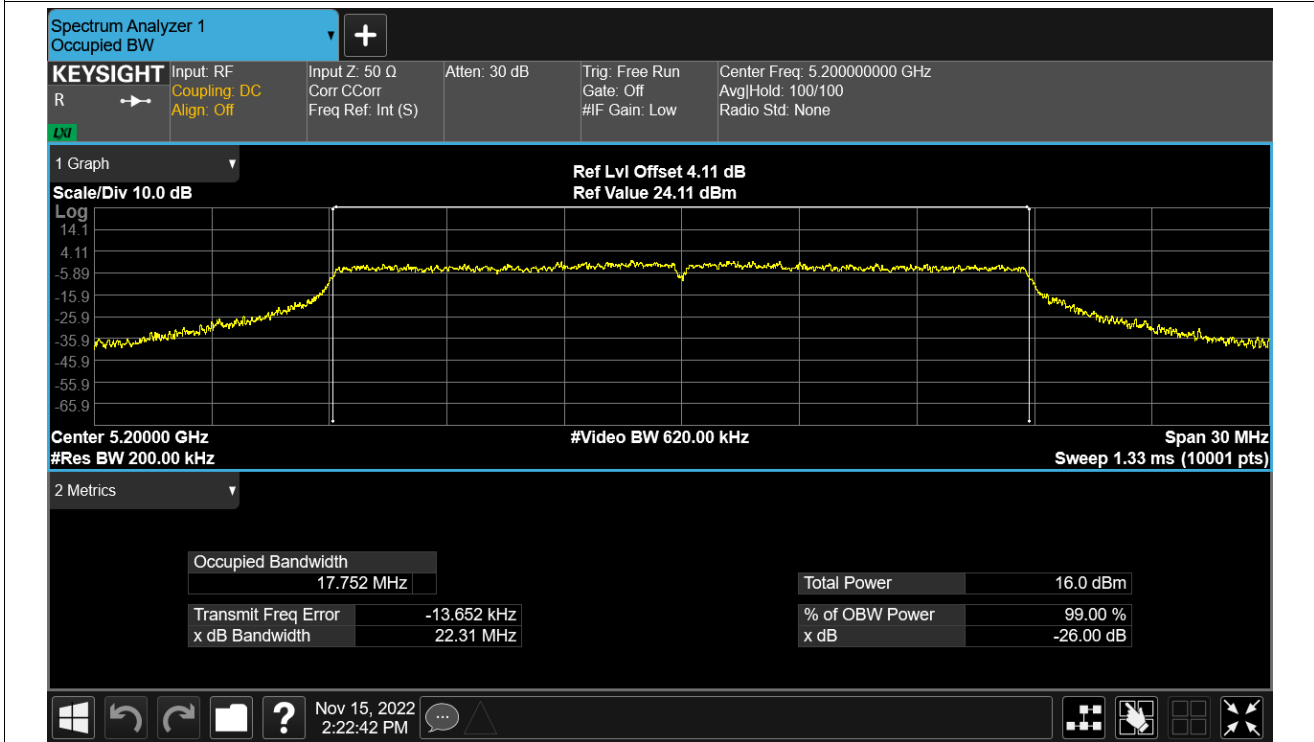 Spectrum Analyzer 1
Occupied BW
+
KEYSIGHT
R
LXI
Input: RF
Coupling: DC
Align: Off
Input Z: 50 Ω
Corr CCorr
Freq Ref: Int (S)
Atten: 30 dB
Trig: Free Run
Gate: Off
#IF Gain: Low
Center Freq: 5.200000000 GHz
Avg|Hold: 100/100
Radio Std: None
1 Graph
Scale/Div 10.0 dB
Ref Lvl Offset 4.11 dB
Ref Value 24.11 dBm
Log
14.1
4.11
-5.89
-15.9
-25.9
-35.9
-45.9
-55.9
-65.9
Center 5.20000 GHz
#Res BW 200.00 kHz
#Video BW 620.00 kHz
Span 30 MHz
Sweep 1.33 ms (10001 pts)
2 Metrics
Occupied Bandwidth
17.752 MHz
Transmit Freq Error -13.652 kHz
x dB Bandwidth 22.31 MHz
Total Power 16.0 dBm
% of OBW Power 99.00 %
x dB -26.00 dB
?
Nov 15, 2022
2:22:42 PM